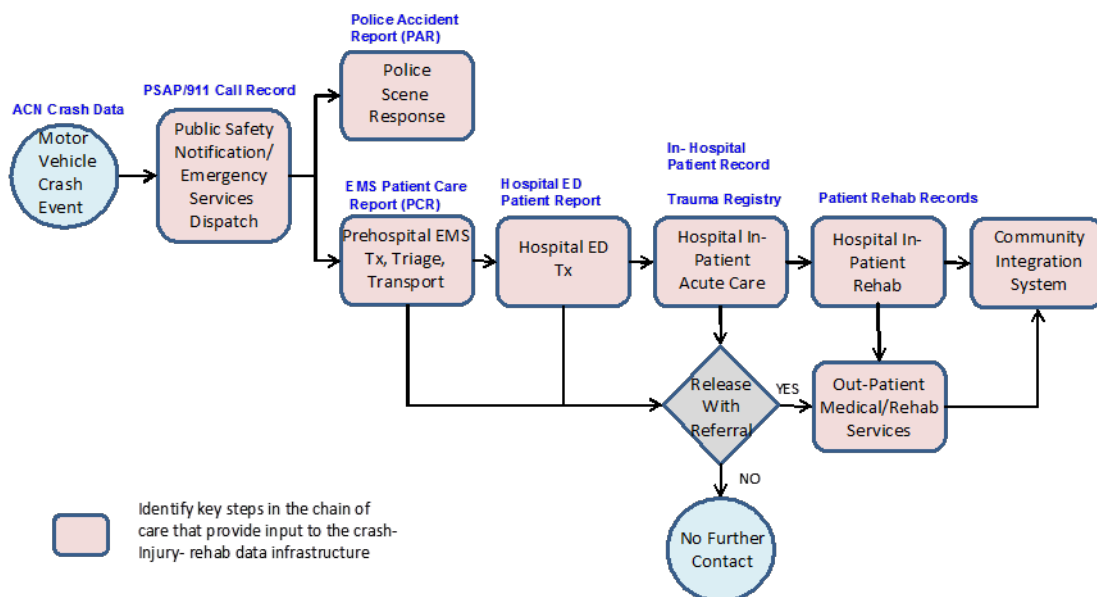 Police Accident
Report (PAR)
Police
Scene
Response
PSAP/911 Call Record
ACN Crash Data
Motor
Vehicle
Crash
Event
Public Safety
Notification/
Emergency
Services
Dispatch
EMS Patient Care
Report (PCR)
Prehospital EMS
Tx, Triage,
Transport
Hospital ED
Patient Report
Hospital ED
Tx
In- Hospital
Patient Record
Trauma Registry
Hospital In-
Patient
Acute Care
Patient Rehab Records
Hospital In-
Patient
Rehab
Community
Integration
System
Release
With
Referral
YES
Out-Patient
Medical/Rehab
Services
NO
No Further
Contact
Identify key steps in the chain of
care that provide input to the crash-
Injury- rehab data infrastructure